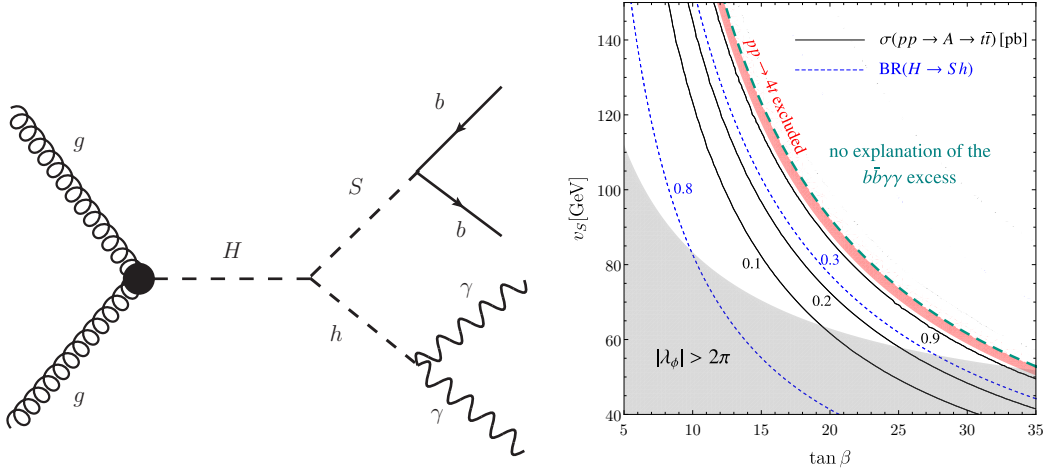 g
g
H
S
h
b
b
γ
γ
σ(pp → A → tt̄) [pb]
BR(H → Sh)
pp → 4t excluded
no explanation of the
bb̄γγ excess
0.8
0.3
0.1
0.2
0.9
|λ_ϕ| > 2π
v_S[GeV]
140
120
100
80
60
40
5
10
15
20
25
30
35
tan β